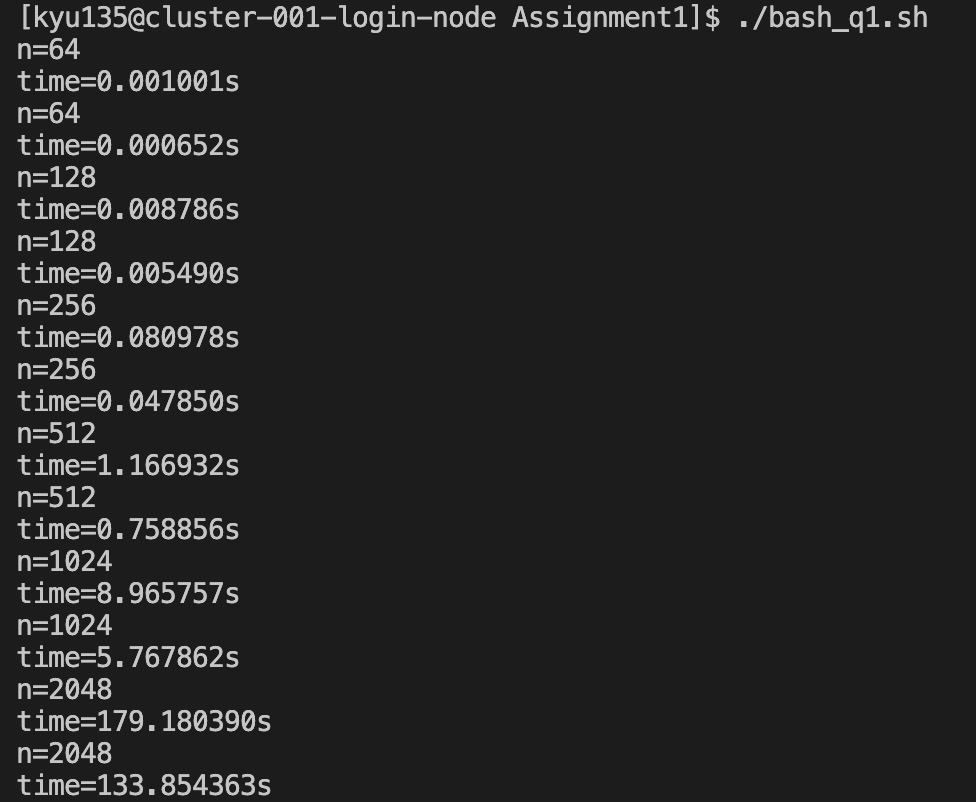 [kyu135@cluster-001-login-node Assignment1]$ ./bash_q1.sh
n=64
time=0.001001s
n=64
time=0.000652s
n=128
time=0.008786s
n=128
time=0.005490s
n=256
time=0.080978s
n=256
time=0.047850s
n=512
time=1.166932s
n=512
time=0.758856s
n=1024
time=8.965757s
n=1024
time=5.767862s
n=2048
time=179.180390s
n=2048
time=133.854363s